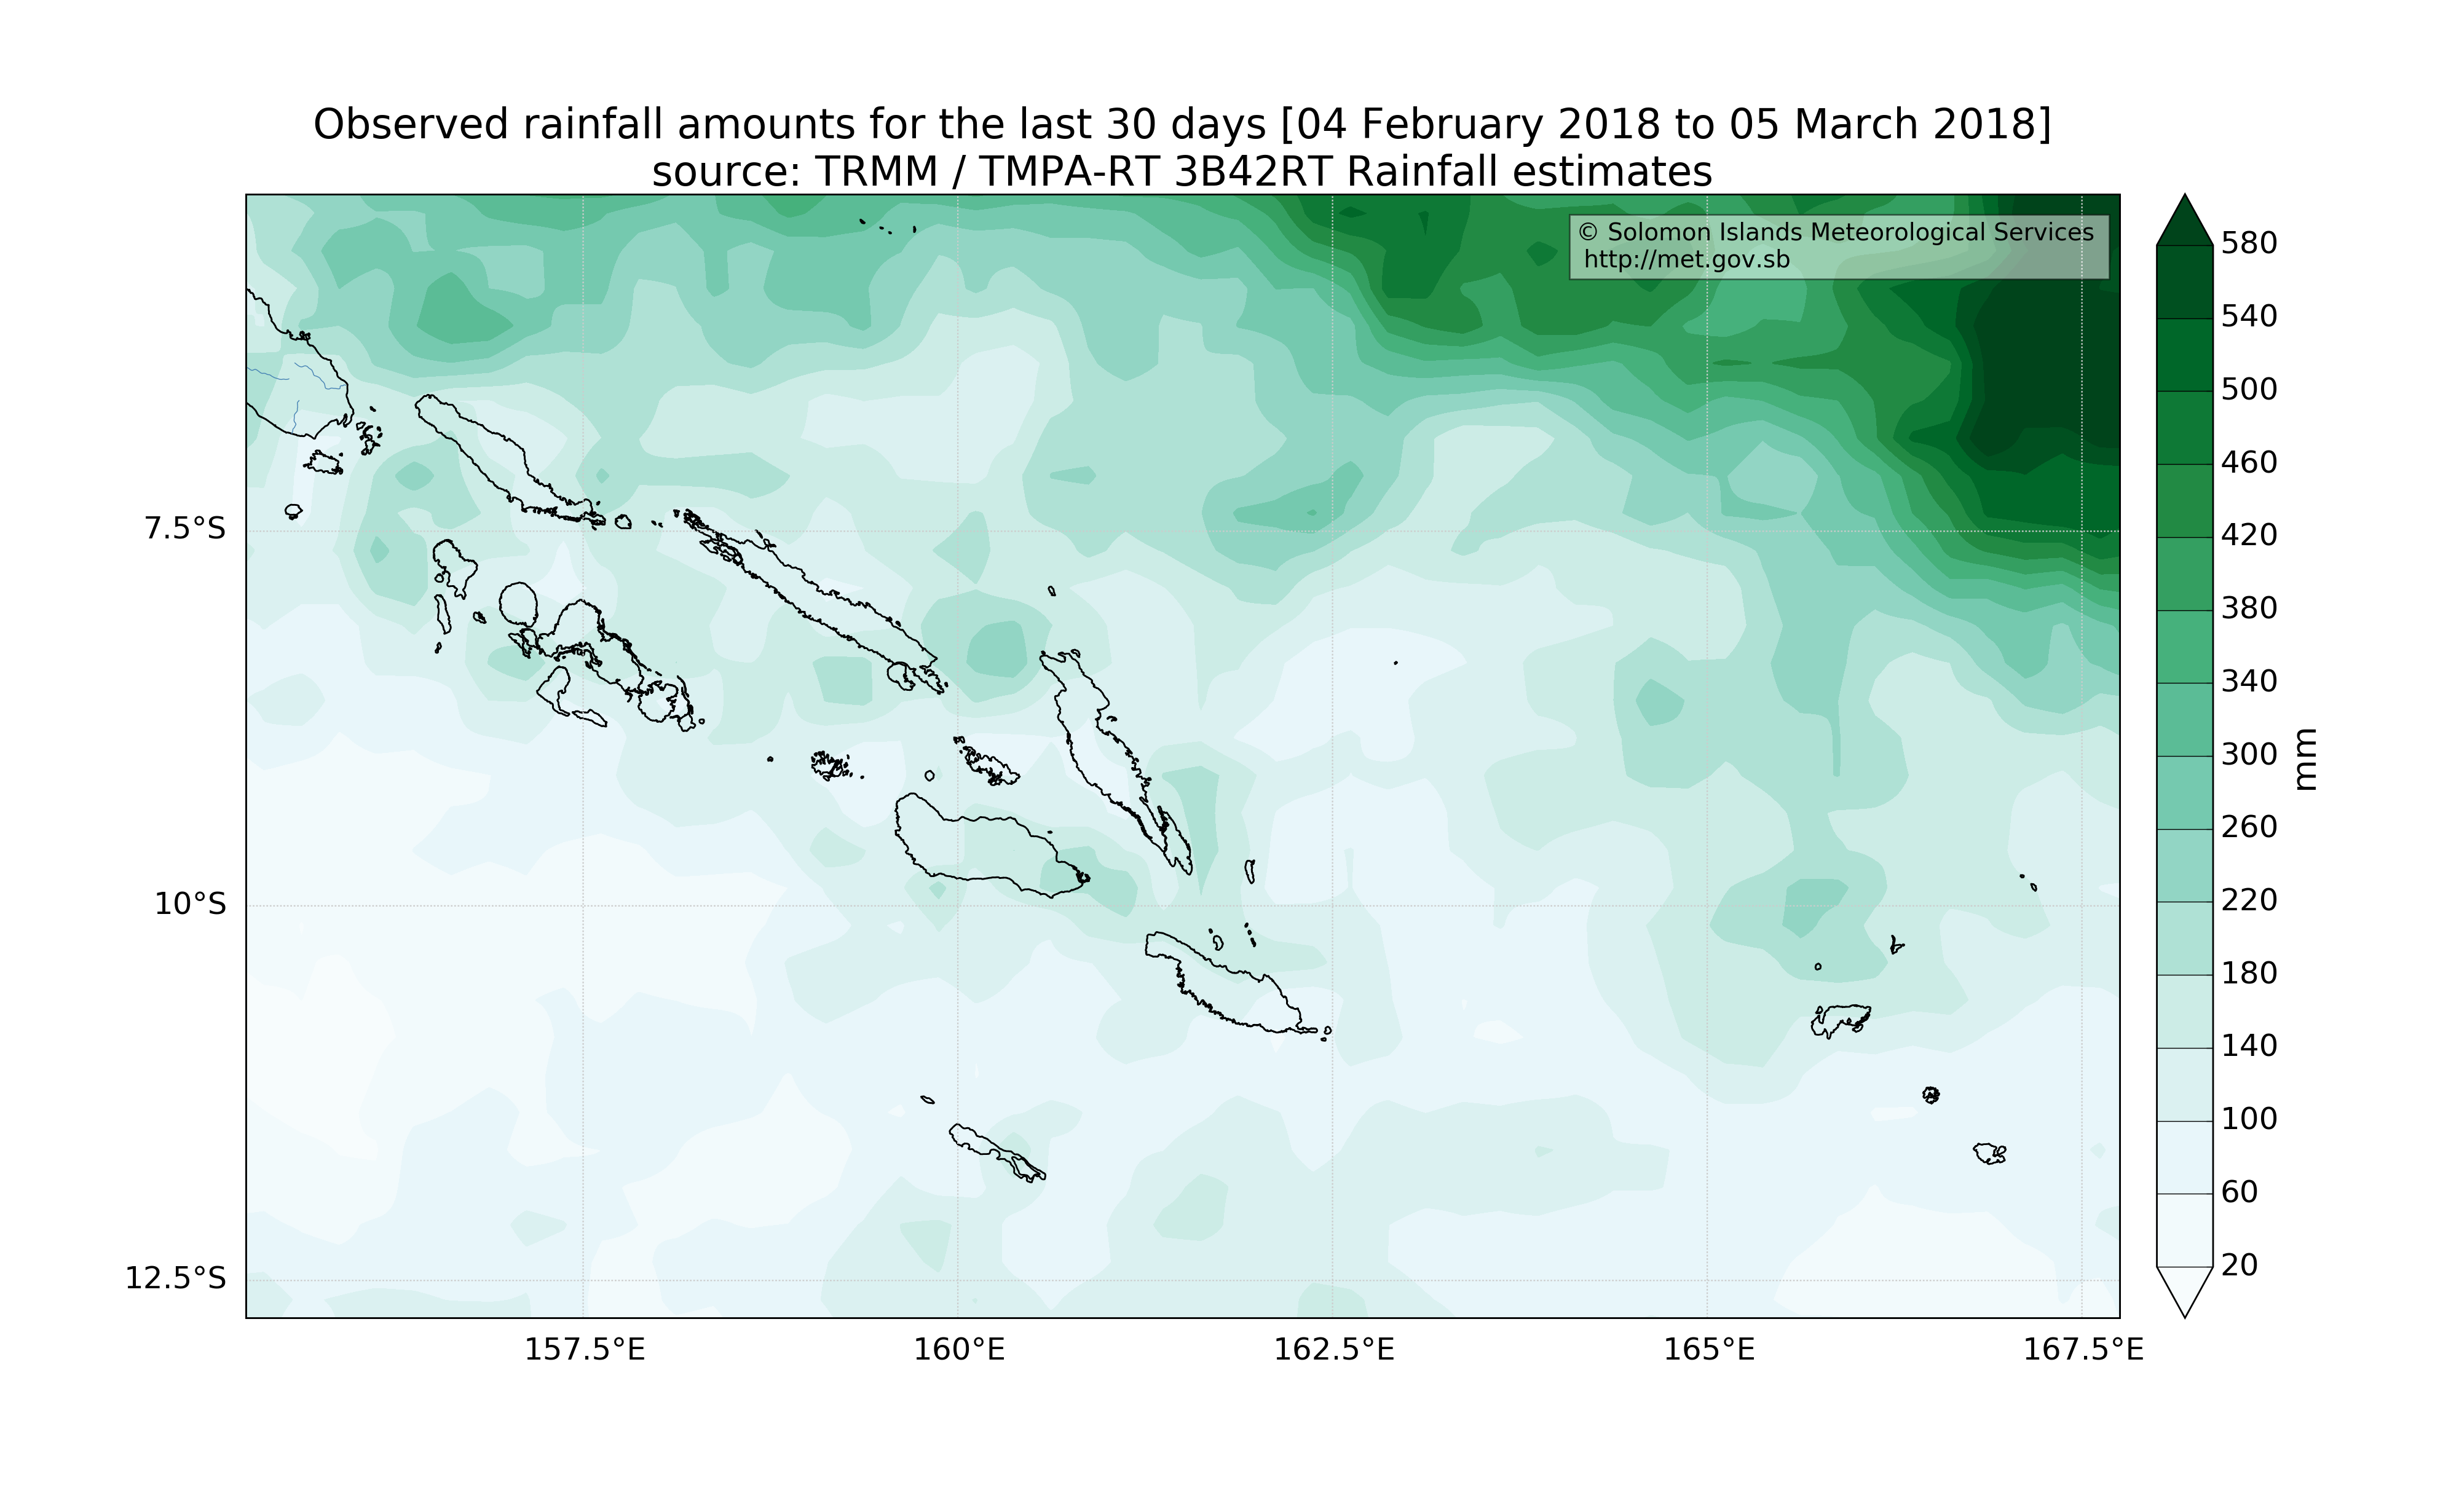 Observed rainfall amounts for the last 30 days [04 February 2018 to 05 March 2018]
source: TRMM / TMPA-RT 3B42RT Rainfall estimates
© Solomon Islands Meteorological Services
http://met.gov.sb
7.5°S
10°S
12.5°S
157.5°E
160°E
162.5°E
165°E
167.5°E
580
540
500
460
420
380
340
300
260
220
180
140
100
60
20
mm